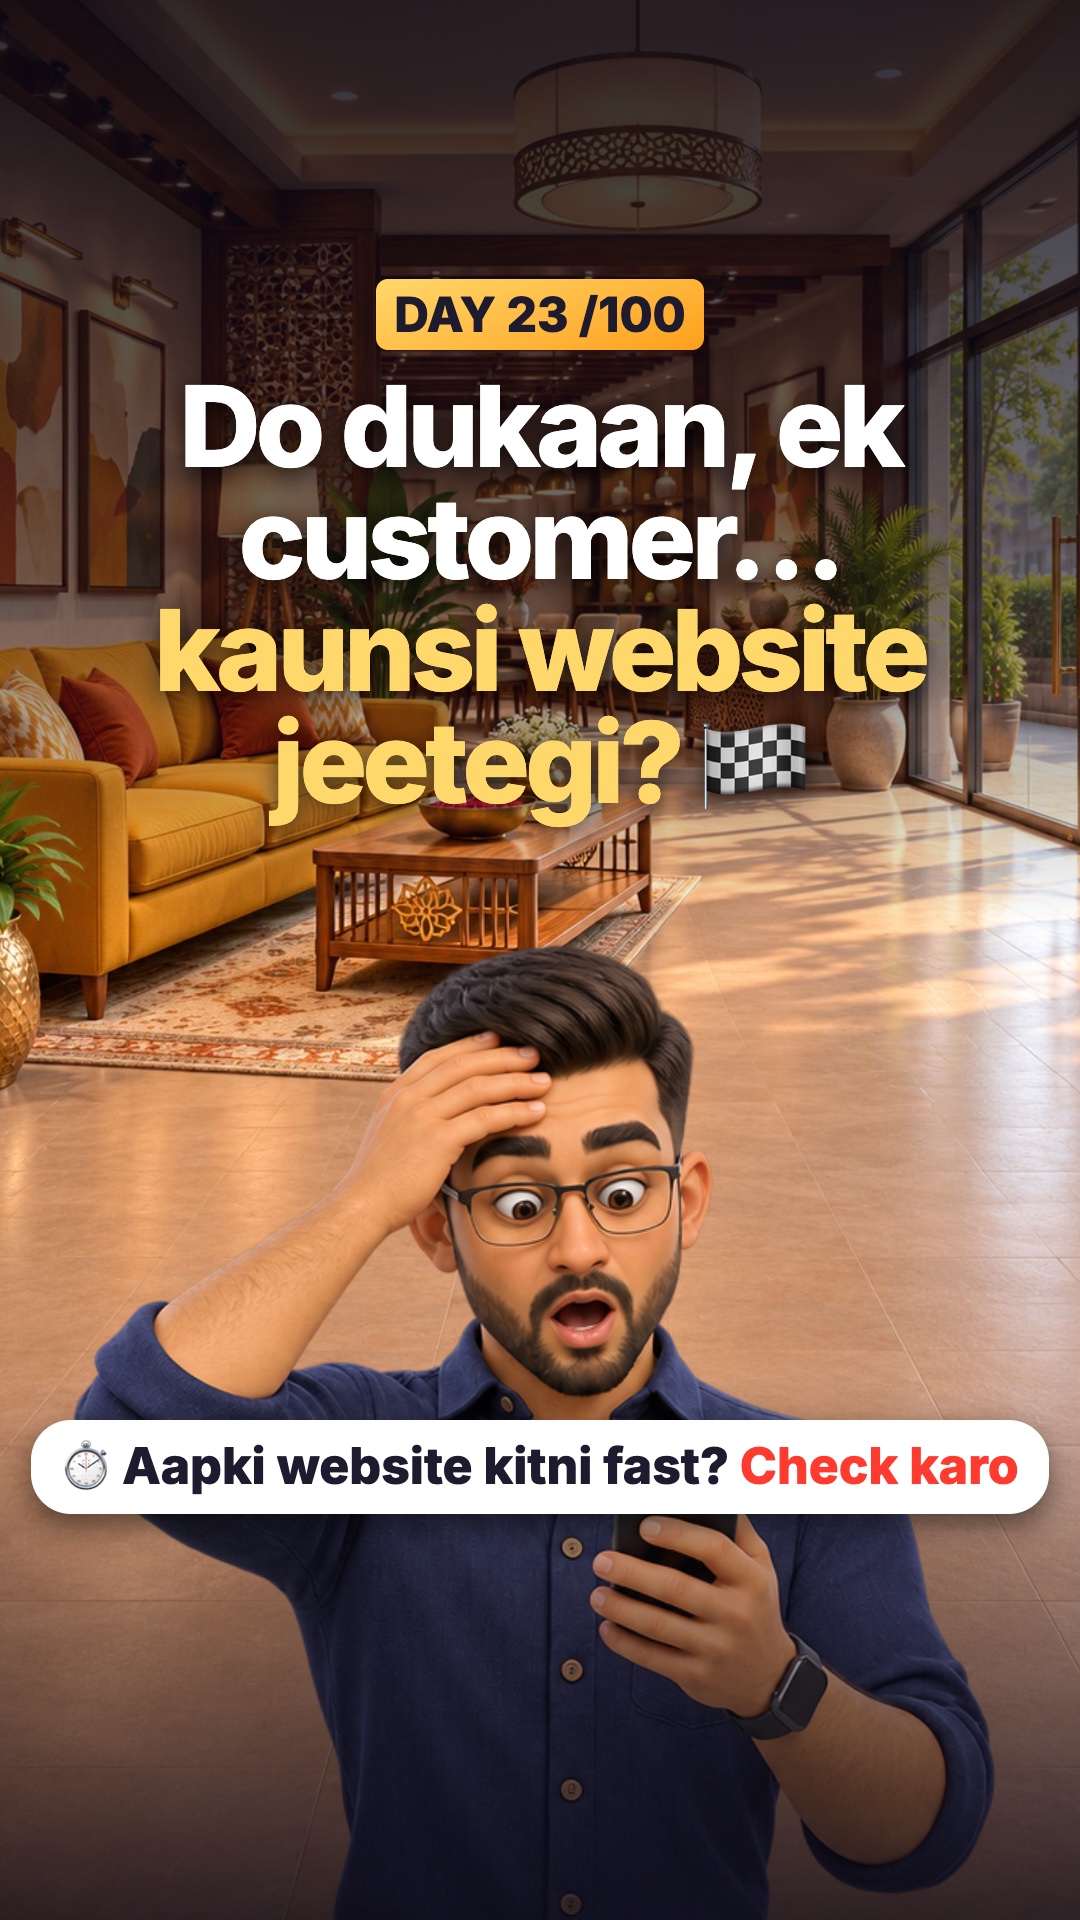 DAY 23 /100
Do dukaan, ek
customer...
kaunsi website
jeetegi? 🏁
⏱️ Aapki website kitni fast? Check karo